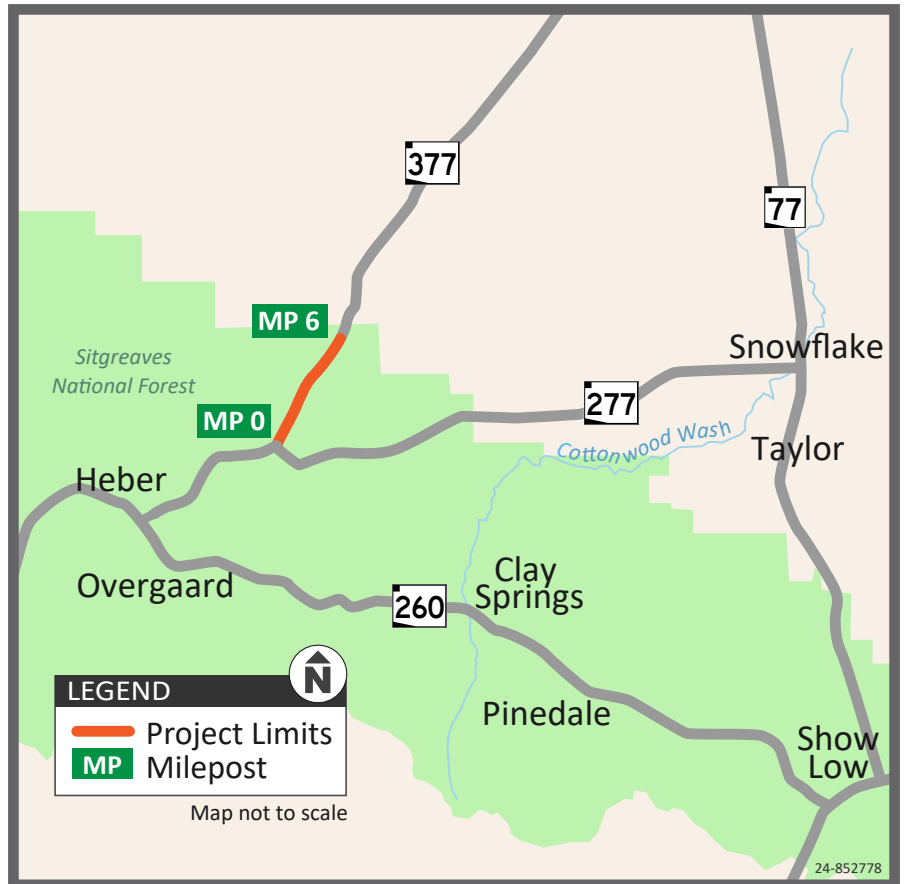 377
77
MP 6
Snowflake
Sitgreaves
National Forest
277
MP 0
Cottonwood Wash
Taylor
Heber
Clay
Springs
Overgaard
260
N
LEGEND
Project Limits
MP Milepost
Pinedale
Show
Low
Map not to scale
24-852778